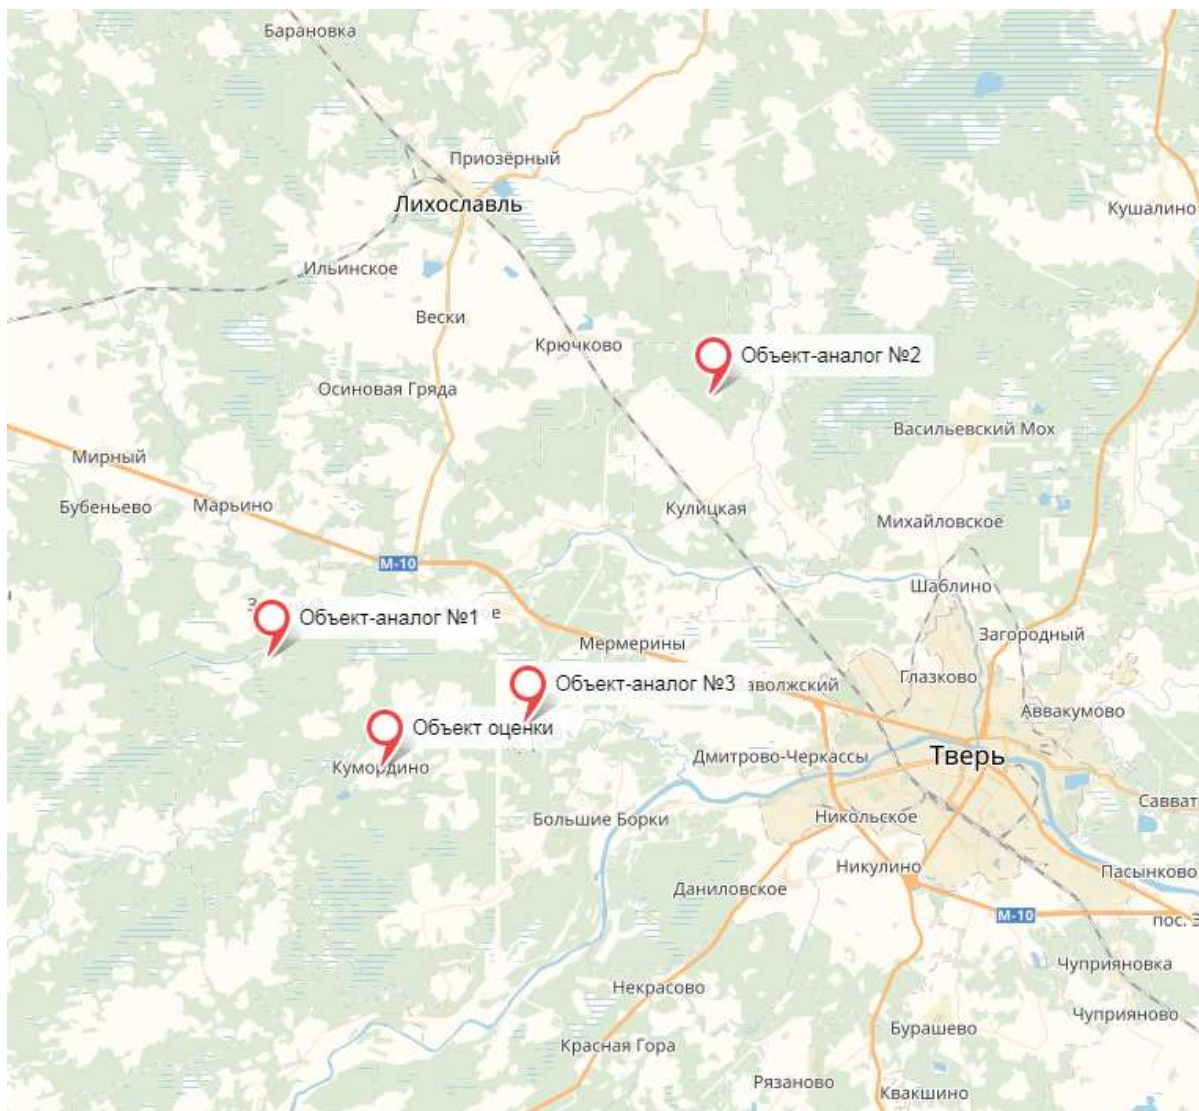 Барановка
Приозёрный
Лихославль
Кушалино
Ильинское
Вески
Крючково
Объект-аналог №2
Осиновая Гряда
Васильевский Мох
Мирный
Бубеньево
Марьино
Кулицкая
Михайловское
М-10
Шаблино
Объект-аналог №1
Загородный
Мермерины
Глазково
Объект-аналог №3
Аввакумово
Объект оценки
Дмитрово-Черкассы
Тверь
Кумордино
Большие Борки
Никольское
Никулино
Пасынково
Даниловское
М-10
пос.
Чуприяновка
Некрасово
Чуприяново
Бурашево
Красная Гора
Рязаново
Квакшино